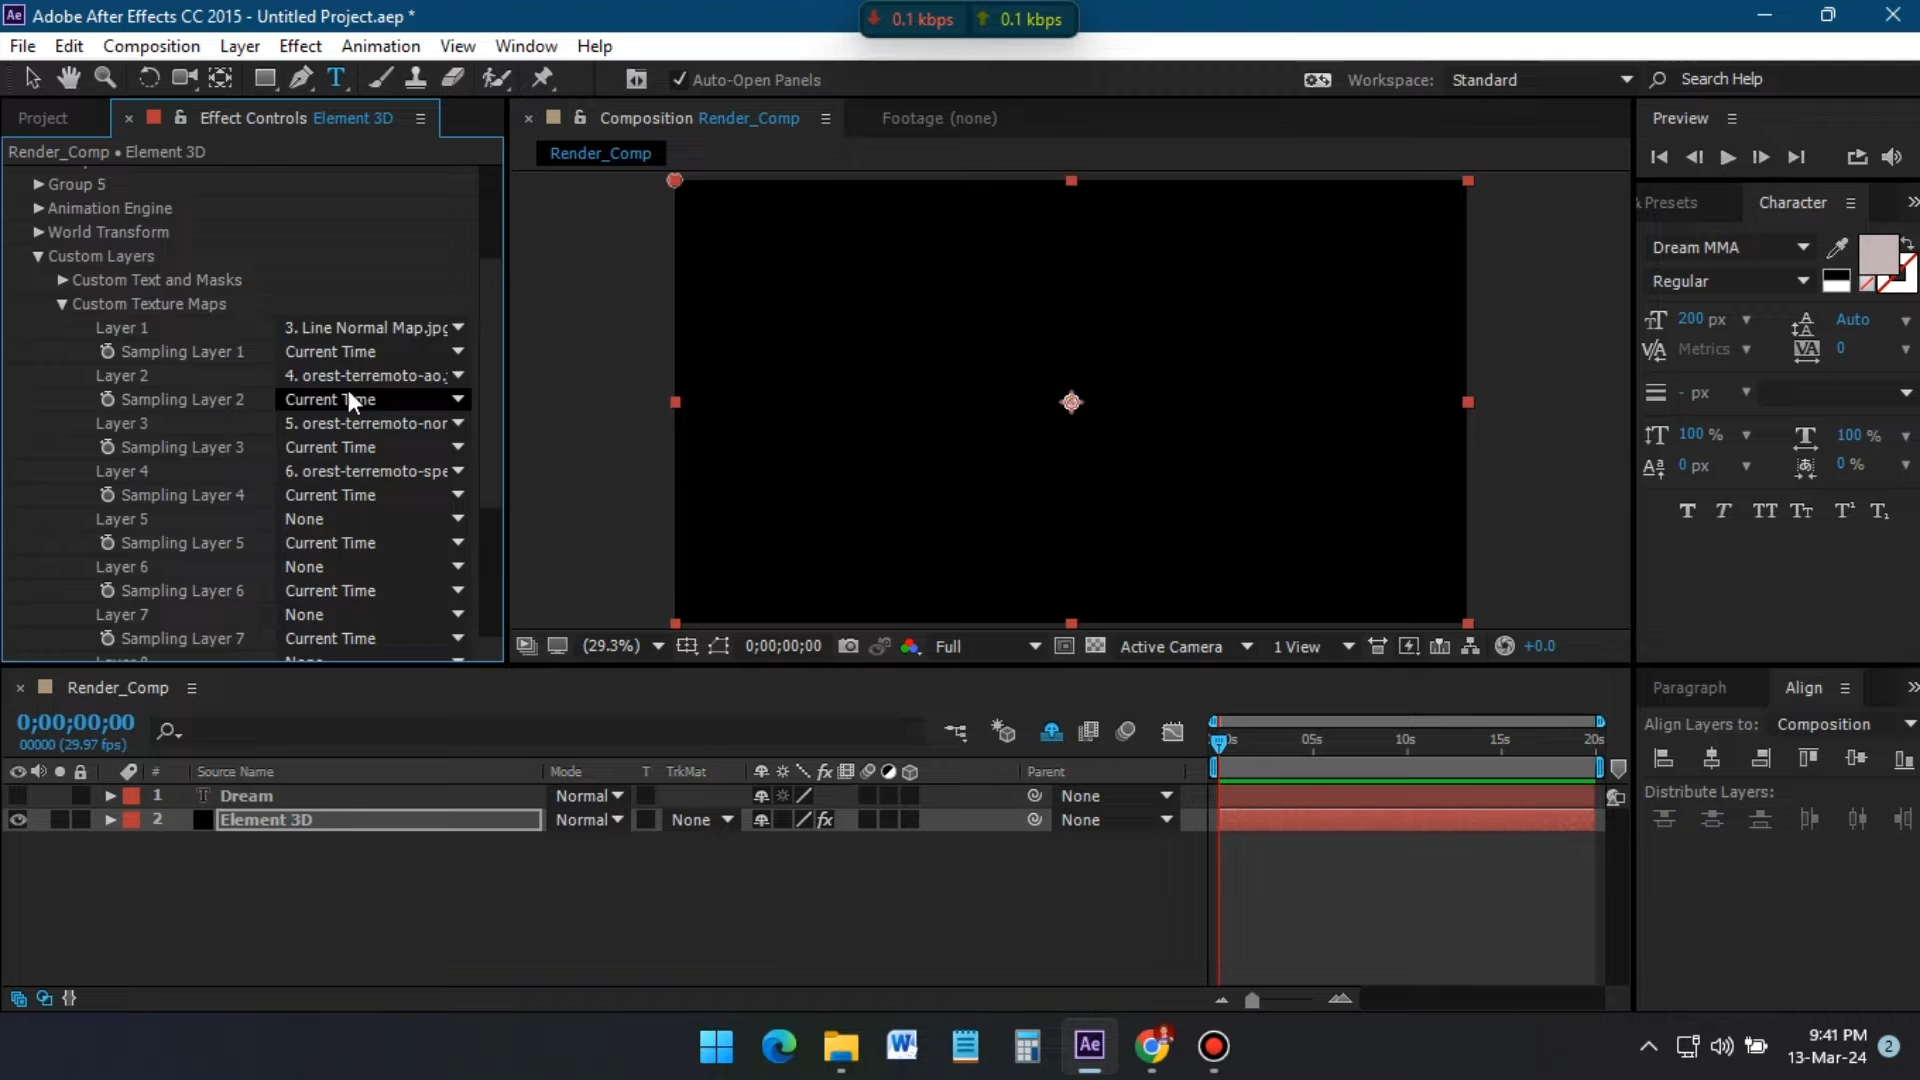 Ae Adobe After Effects CC 2015 - Untitled Project.aep *
0.1 kbps 0.1 kbps
File Edit Composition Layer Effect Animation View Window Help
T Auto-Open Panels Workspace: Standard Search Help
Project × Effect Controls Element 3D
Render_Comp • Element 3D
Group 5
Animation Engine
World Transform
Custom Layers
Custom Text and Masks
Custom Texture Maps
Layer 1 3. Line Normal Map.jpg
Sampling Layer 1 Current Time
Layer 2 4. orest-terremoto-ao.
Sampling Layer 2 Current Time
Layer 3 5. orest-terremoto-nor
Sampling Layer 3 Current Time
Layer 4 6. orest-terremoto-spe
Sampling Layer 4 Current Time
Layer 5 None
Sampling Layer 5 Current Time
Layer 6 None
Sampling Layer 6 Current Time
Layer 7 None
Sampling Layer 7 Current Time
× Composition Render_Comp Footage (none)
Render_Comp
(29.3%) 0;00;00;00 Full Active Camera 1 View +0.0
Preview
& Presets Character »
Dream MMA
Regular
200 px Auto
Metrics 0
- px
100 % 100 %
0 px 0 %
T T TT Tт T¹ T₁
× Render_Comp
0;00;00;00
00000 (29.97 fps)
05s 10s 15s 20s
# Source Name Mode T TrkMat fx Parent
1 T Dream Normal None
2 Element 3D Normal None fx None
Paragraph Align »
Align Layers to: Composition
Distribute Layers:
W Ae
9:41 PM
13-Mar-24 2